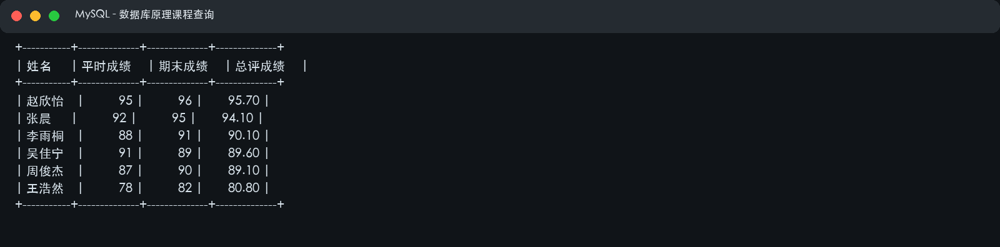 MySQL - 数据库原理课程查询
+-----------+--------------+--------------+--------------+
| 姓名 | 平时成绩 | 期末成绩 | 总评成绩 |
+-----------+--------------+--------------+--------------+
| 赵欣怡 | 95 | 96 | 95.70 |
| 张晨 | 92 | 95 | 94.10 |
| 李雨桐 | 88 | 91 | 90.10 |
| 吴佳宁 | 91 | 89 | 89.60 |
| 周俊杰 | 87 | 90 | 89.10 |
| 王浩然 | 78 | 82 | 80.80 |
+-----------+--------------+--------------+--------------+